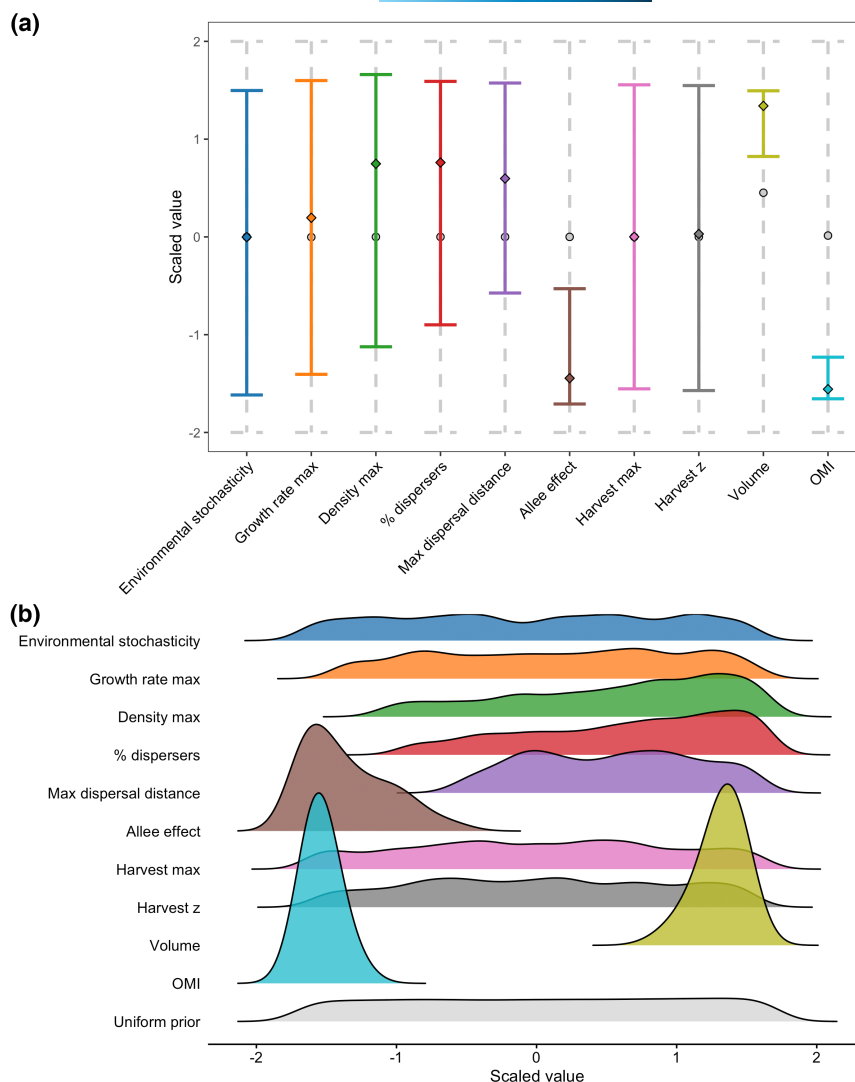 (a)
2
1
0
-1
-2
Scaled value
Environmental stochasticity
Growth rate max
Density max
% dispersers
Max dispersal distance
Allee effect
Harvest max
Harvest z
Volume
OMI
(b)
Environmental stochasticity
Growth rate max
Density max
% dispersers
Max dispersal distance
Allee effect
Harvest max
Harvest z
Volume
OMI
Uniform prior
-2 -1 0 1 2
Scaled value